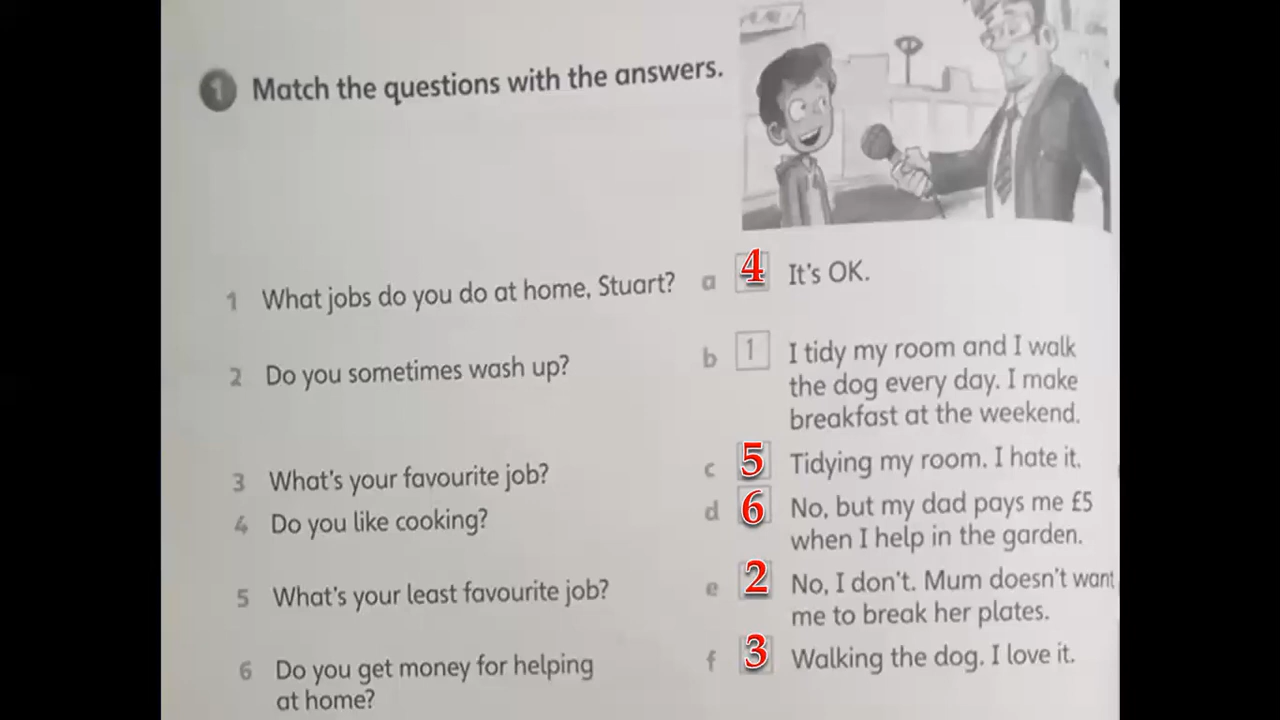 1 Match the questions with the answers.
1 What jobs do you do at home, Stuart?
2 Do you sometimes wash up?
3 What's your favourite job?
4 Do you like cooking?
5 What's your least favourite job?
6 Do you get money for helping
at home?
a 4 It's OK.
b 1 I tidy my room and I walk
the dog every day. I make
breakfast at the weekend.
c 5 Tidying my room. I hate it.
d 6 No, but my dad pays me £5
when I help in the garden.
e 2 No, I don't. Mum doesn't want
me to break her plates.
f 3 Walking the dog. I love it.